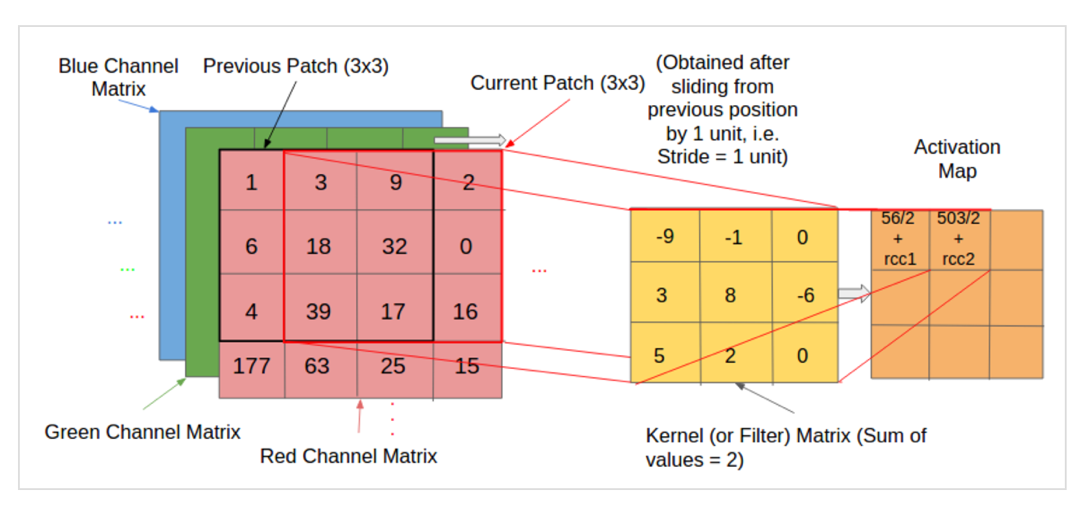 Blue Channel
Matrix
Previous Patch (3x3)
Current Patch (3x3)
(Obtained after
sliding from
previous position
by 1 unit, i.e.
Stride = 1 unit)
Activation
Map
1 3 9 2
6 18 32 0
4 39 17 16
177 63 25 15
...
...
...
...
-9 -1 0
3 8 -6
5 2 0
56/2 503/2
+ +
rcc1 rcc2
Green Channel Matrix
Red Channel Matrix
Kernel (or Filter) Matrix (Sum of
values = 2)